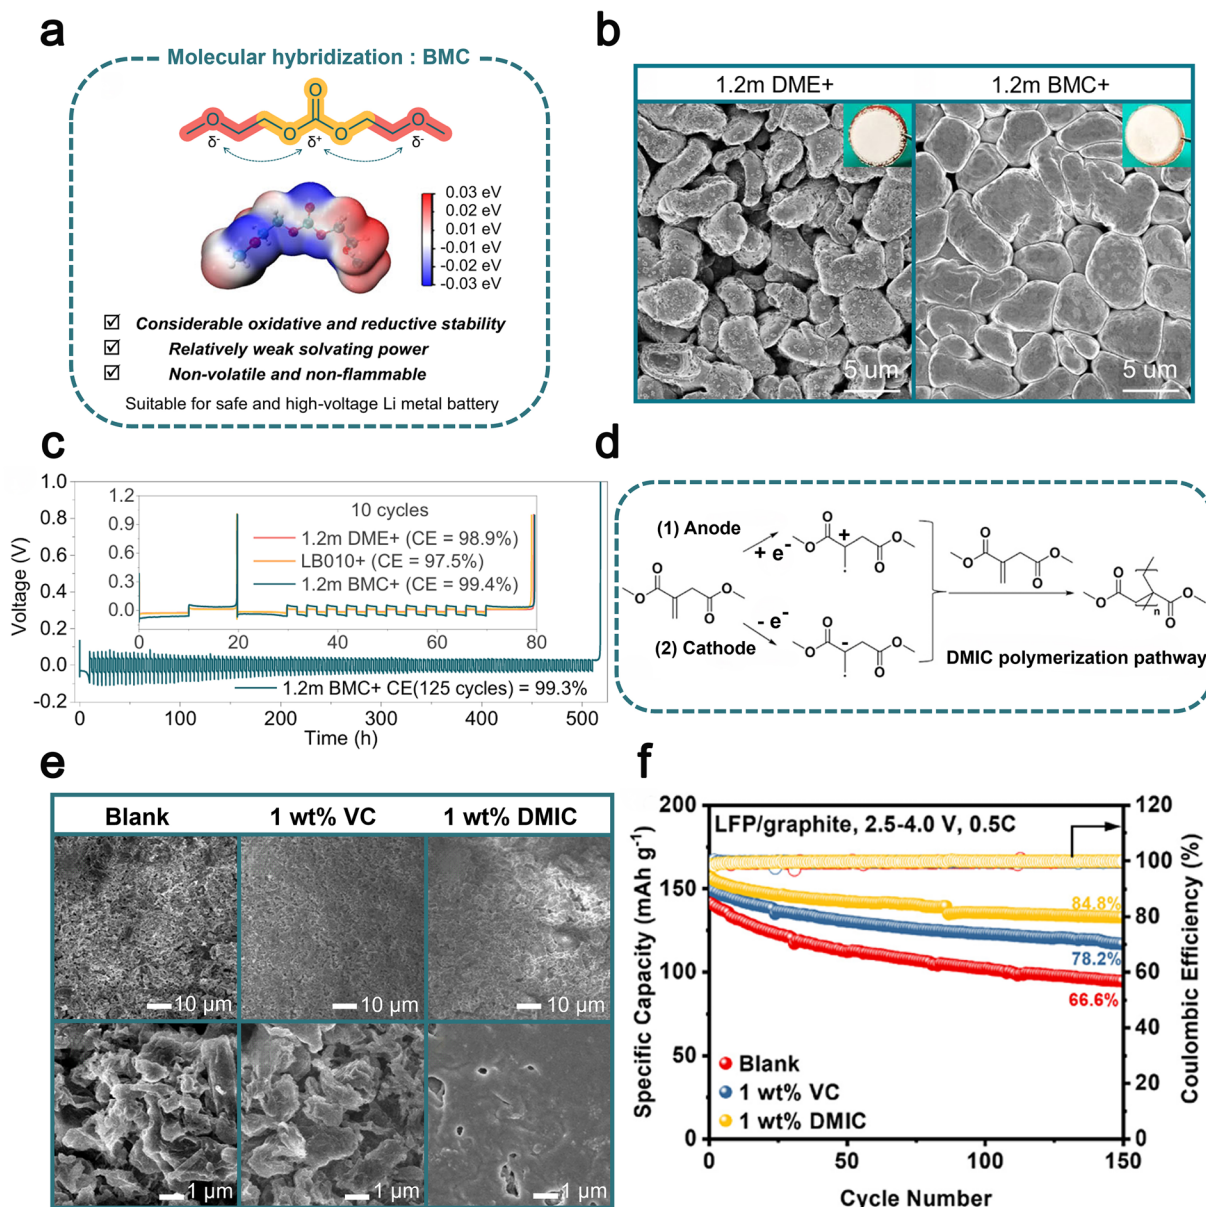 a
Molecular hybridization : BMC
O
O
O
O
O
δ-
δ+
δ-
0.03 eV
0.02 eV
0.01 eV
-0.01 eV
-0.02 eV
-0.03 eV
Considerable oxidative and reductive stability
Relatively weak solvating power
Non-volatile and non-flammable
Suitable for safe and high-voltage Li metal battery
b
1.2m DME+
1.2m BMC+
5 µm
5 µm
c
Voltage (V)
1.0
0.8
0.6
0.4
0.2
0.0
-0.2
1.2
0.9
0.6
0.3
0.0
10 cycles
1.2m DME+ (CE = 98.9%)
LB010+ (CE = 97.5%)
1.2m BMC+ (CE = 99.4%)
0 20 40 60 80
1.2m BMC+ CE(125 cycles) = 99.3%
0 100 200 300 400 500
Time (h)
d
(1) Anode
+ e-
- e-
(2) Cathode
O
O
O
O
O
O
O
O
+
O
O
O
O
-
O
O
O
O
O
O
O
O
n
DMIC polymerization pathway
e
Blank
1 wt% VC
1 wt% DMIC
10 µm
10 µm
10 µm
1 µm
1 µm
1 µm
f
Specific Capacity (mAh g-1)
200
150
100
50
0
LFP/graphite, 2.5-4.0 V, 0.5C
84.8%
78.2%
66.6%
Blank
1 wt% VC
1 wt% DMIC
0 50 100 150
Cycle Number
120
100
80
60
40
20
0
Coulombic Efficiency (%)